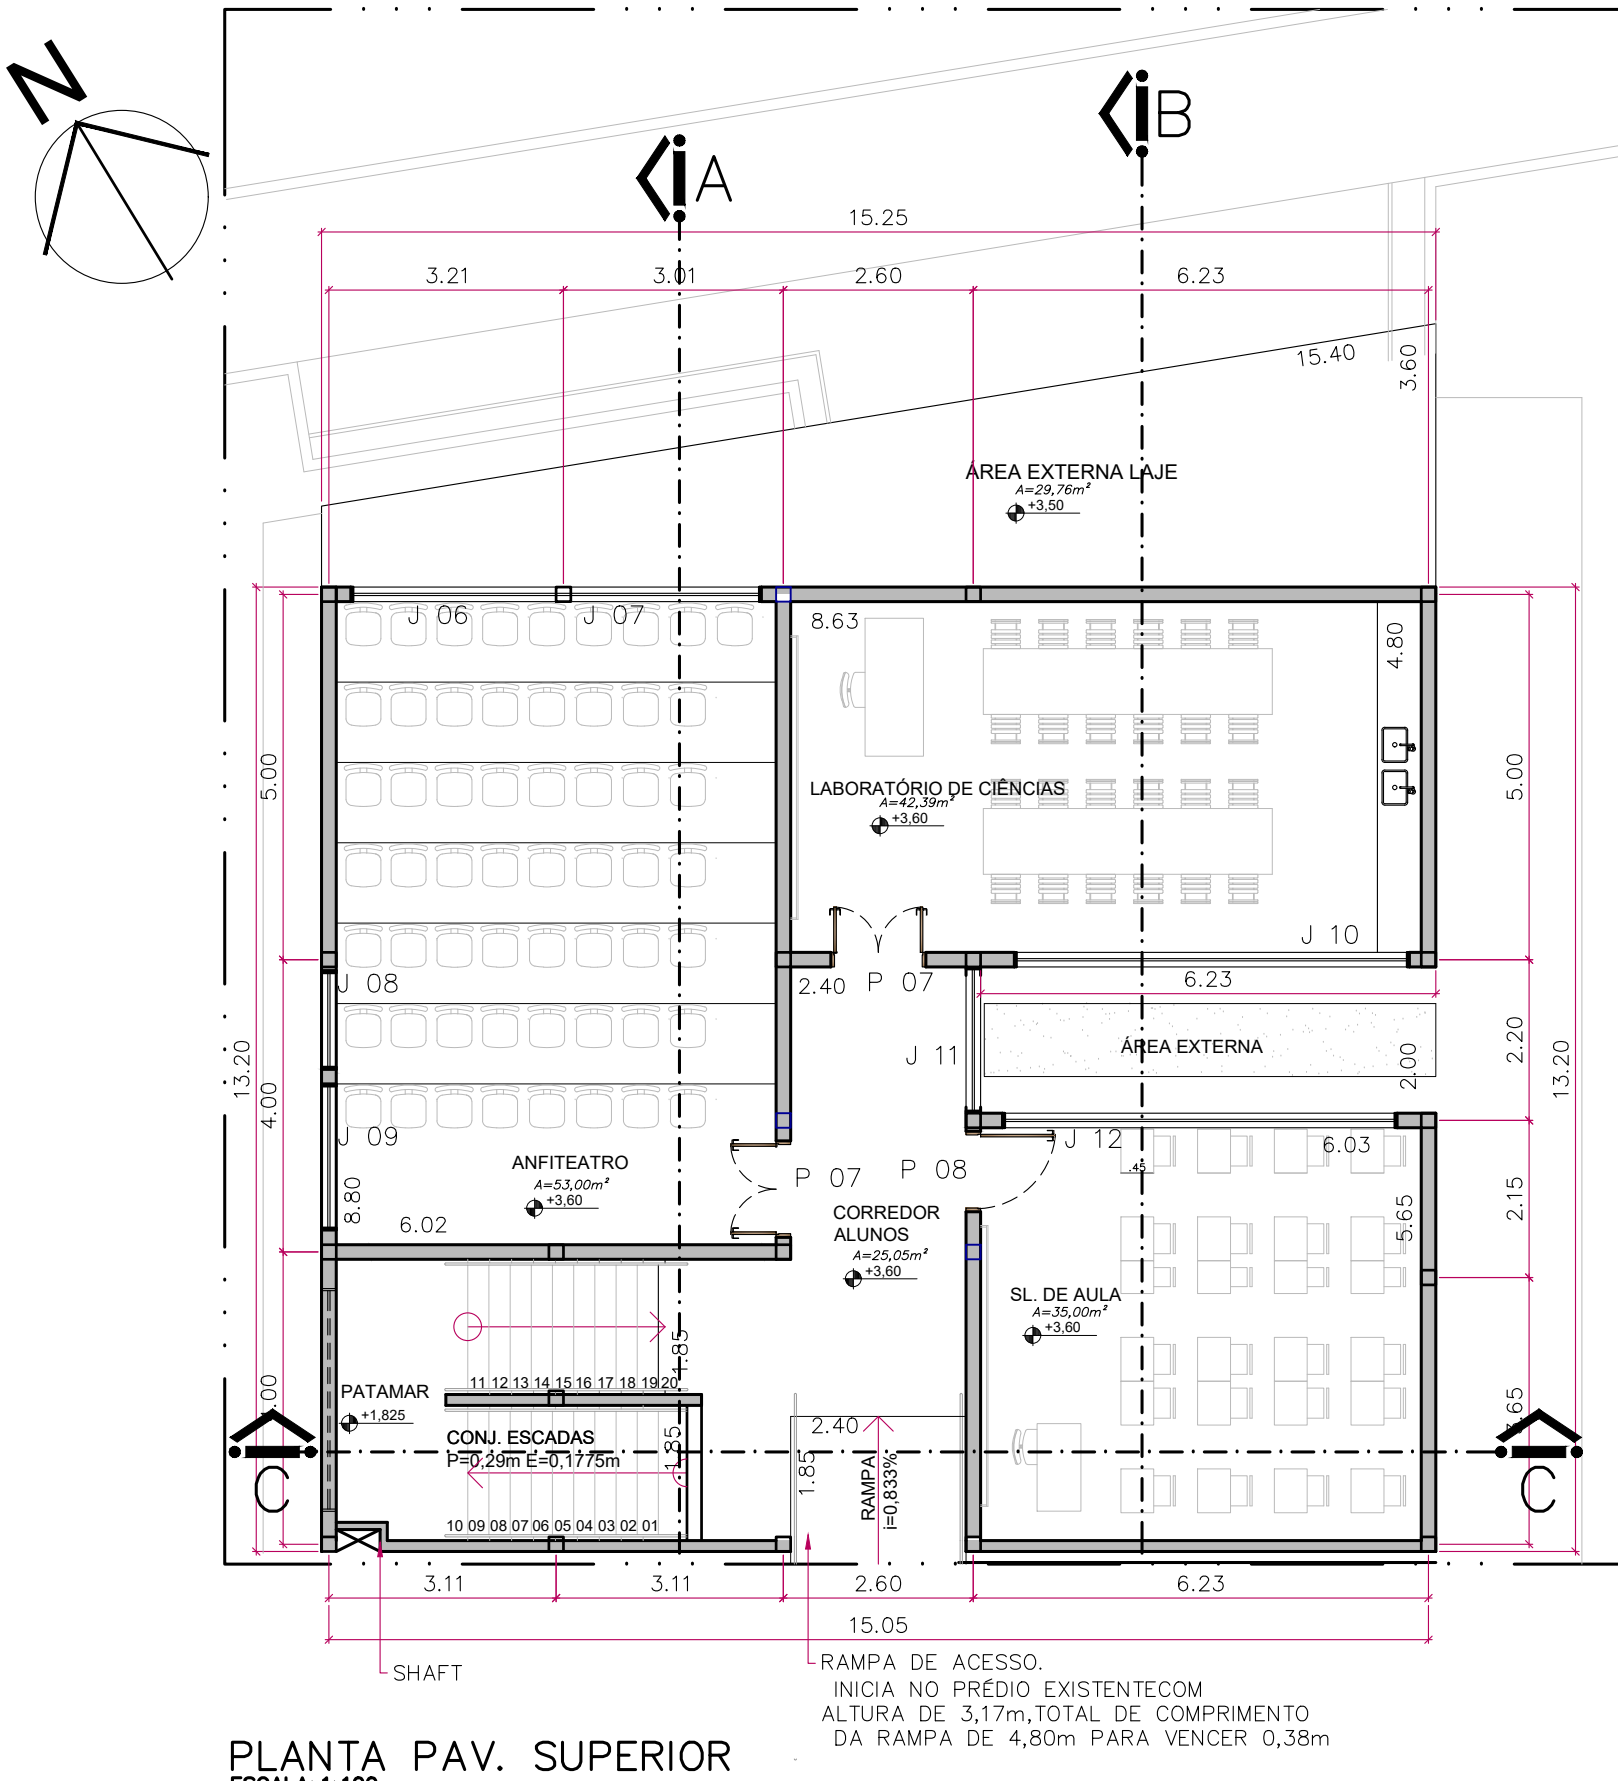 N
A
B
15.25
3.21
3.01
2.60
6.23
15.40
3.60
ÁREA EXTERNA LAJE
A=29,76m²
+3,50
J 06
J 07
8.63
4.80
5.00
5.00
LABORATÓRIO DE CIÊNCIAS
A=42,39m²
+3,60
J 10
J 08
2.40
P 07
6.23
J 11
ÁREA EXTERNA
2.00
2.20
13.20
13.20
4.00
J 09
J 12
6.03
.45
ANFITEATRO
A=53,00m²
+3,60
P 07
P 08
8.80
6.02
CORREDOR
ALUNOS
A=25,05m²
+3,60
5.65
2.15
SL. DE AULA
A=35,00m²
+3,60
1.85
11 12 13 14 15 16 17 18 19 20
PATAMAR
+1,825
.00
2.40
.65
CONJ. ESCADAS
P=0,29m E=0,1775m
1.85
1.85
RAMPA
i=0,833%
C
C
10 09 08 07 06 05 04 03 02 01
3.11
3.11
2.60
6.23
15.05
SHAFT
RAMPA DE ACESSO.
INICIA NO PRÉDIO EXISTENTECOM
ALTURA DE 3,17m,TOTAL DE COMPRIMENTO
DA RAMPA DE 4,80m PARA VENCER 0,38m
PLANTA PAV. SUPERIOR
ESCALA: 1:100